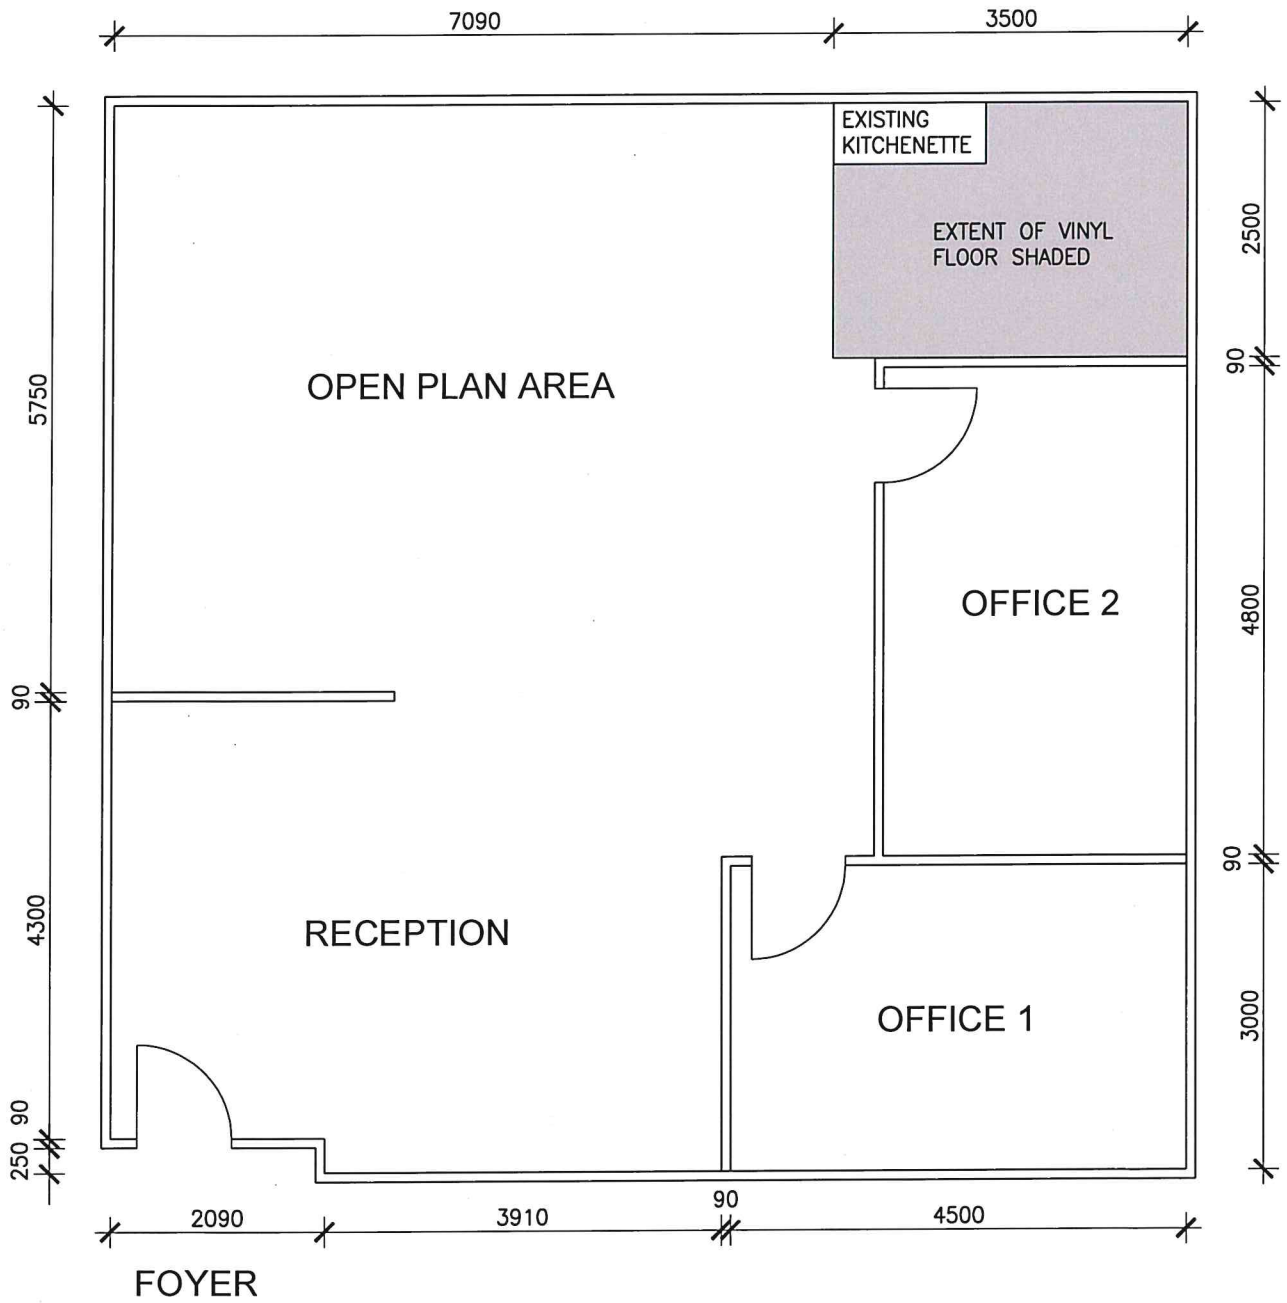 7090
3500
EXISTING
KITCHENETTE
EXTENT OF VINYL
FLOOR SHADED
2500
90
OPEN PLAN AREA
5750
OFFICE 2
4800
90
90
RECEPTION
4300
OFFICE 1
3000
90
250
2090
3910
90
4500
FOYER